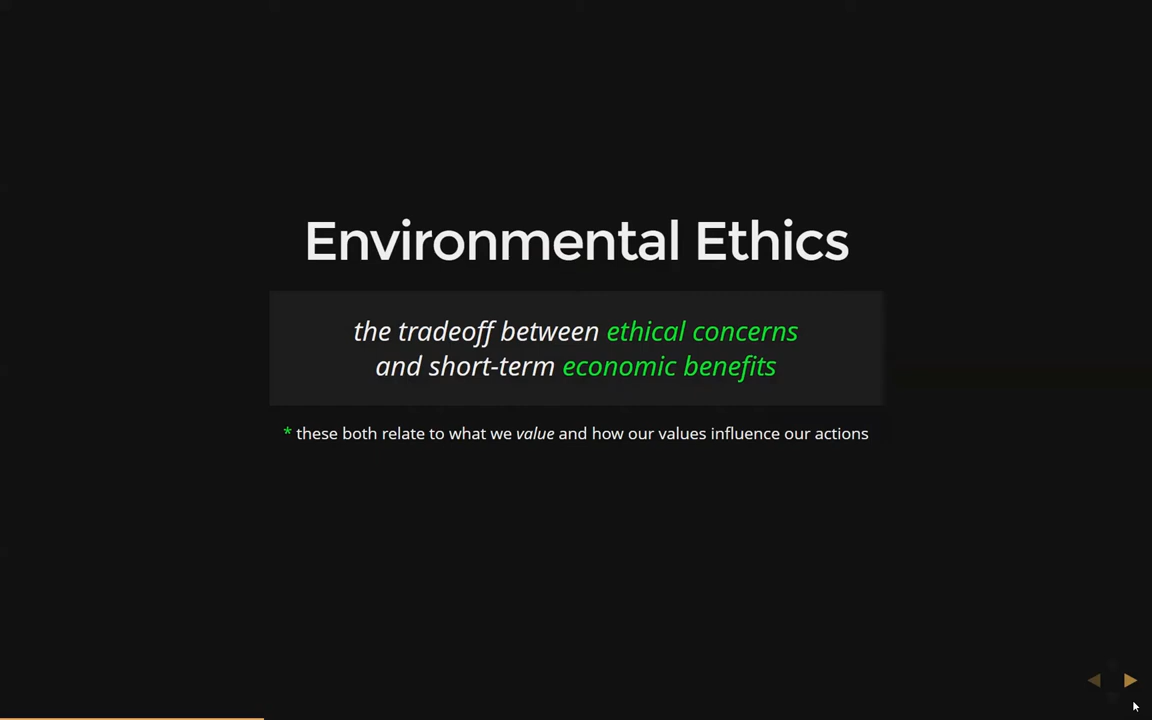 Environmental Ethics
the tradeoff between ethical concerns
and short-term economic benefits
* these both relate to what we value and how our values influence our actions